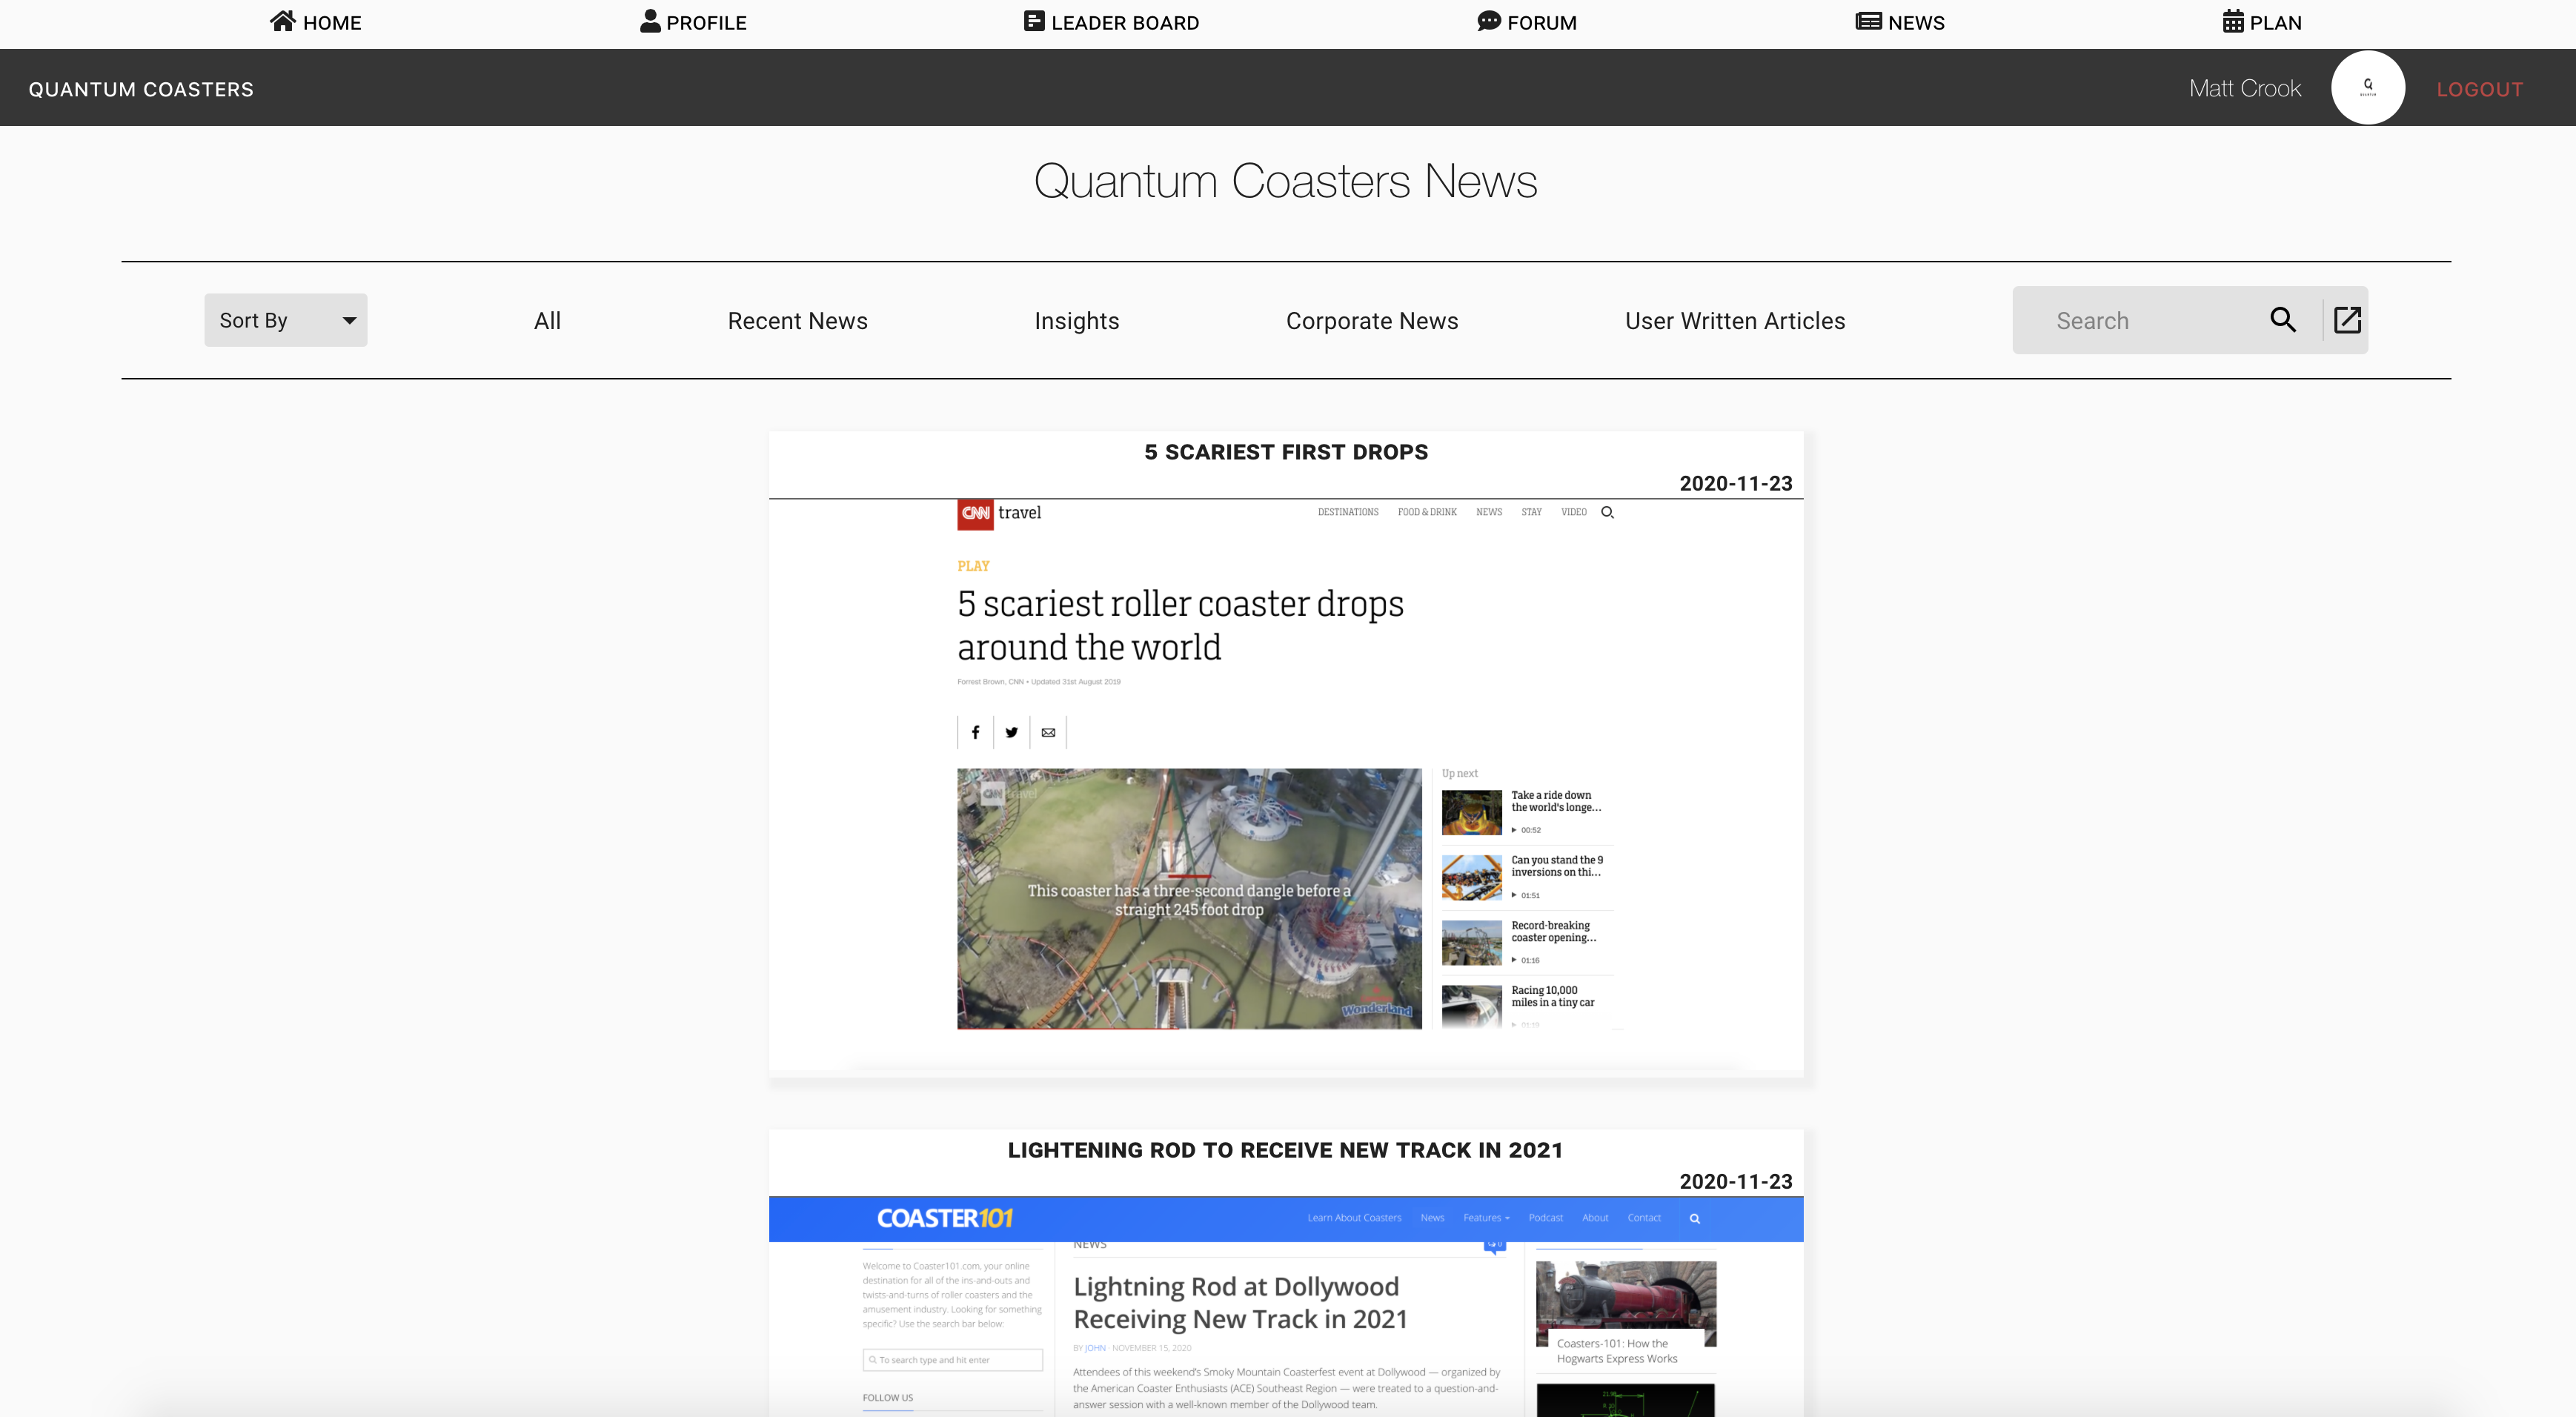 HOME
PROFILE
LEADER BOARD
FORUM
NEWS
PLAN
QUANTUM COASTERS
Matt Crook
Q
LOGOUT
Quantum Coasters News
Sort By
All
Recent News
Insights
Corporate News
User Written Articles
Search
5 SCARIEST FIRST DROPS
2020-11-23
CNN travel
DESTINATIONS
FOOD & DRINK
NEWS
STAY
VIDEO
PLAY
5 scariest roller coaster drops
around the world
Forrest Brown, CNN • Updated 31st August 2019
CNN travel
This coaster has a three-second dangle before a
straight 245 foot drop
Wonderland
Up next
Take a ride down
the world's longe...
00:52
Can you stand the 9
inversions on thi...
01:51
Record-breaking
coaster opening...
01:16
Racing 10,000
miles in a tiny car
LIGHTENING ROD TO RECEIVE NEW TRACK IN 2021
2020-11-23
COASTER101
Learn About Coasters
News
Features
Podcast
About
Contact
Welcome to Coaster101.com, your online
destination for all of the ins-and-outs and
twists-and-turns of roller coasters and the
amusement industry. Looking for something
specific? Use the search bar below:
To search type and hit enter
FOLLOW US
NEWS
0
Lightning Rod at Dollywood
Receiving New Track in 2021
BY JOHN · NOVEMBER 15, 2020
Attendees of this weekend's Smoky Mountain Coasterfest event at Dollywood — organized by
the American Coaster Enthusiasts (ACE) Southeast Region — were treated to a question-and-
answer session with a well-known member of the Dollywood team.
Coasters-101: How the
Hogwarts Express Works